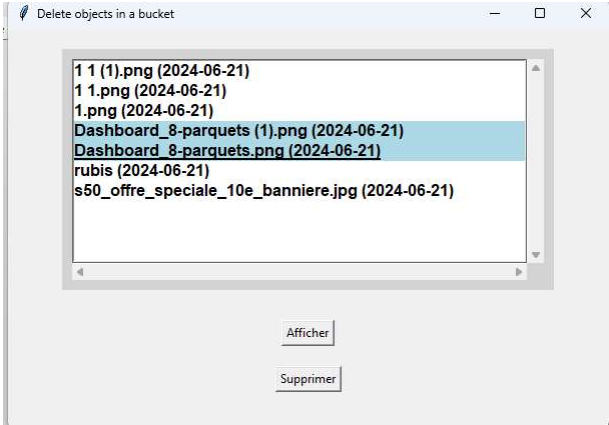 Delete objects in a bucket
1 1 (1).png (2024-06-21)
1 1.png (2024-06-21)
1.png (2024-06-21)
Dashboard_8-parquets (1).png (2024-06-21)
Dashboard_8-parquets.png (2024-06-21)
rubis (2024-06-21)
s50_offre_speciale_10e_banniere.jpg (2024-06-21)
Afficher
Supprimer